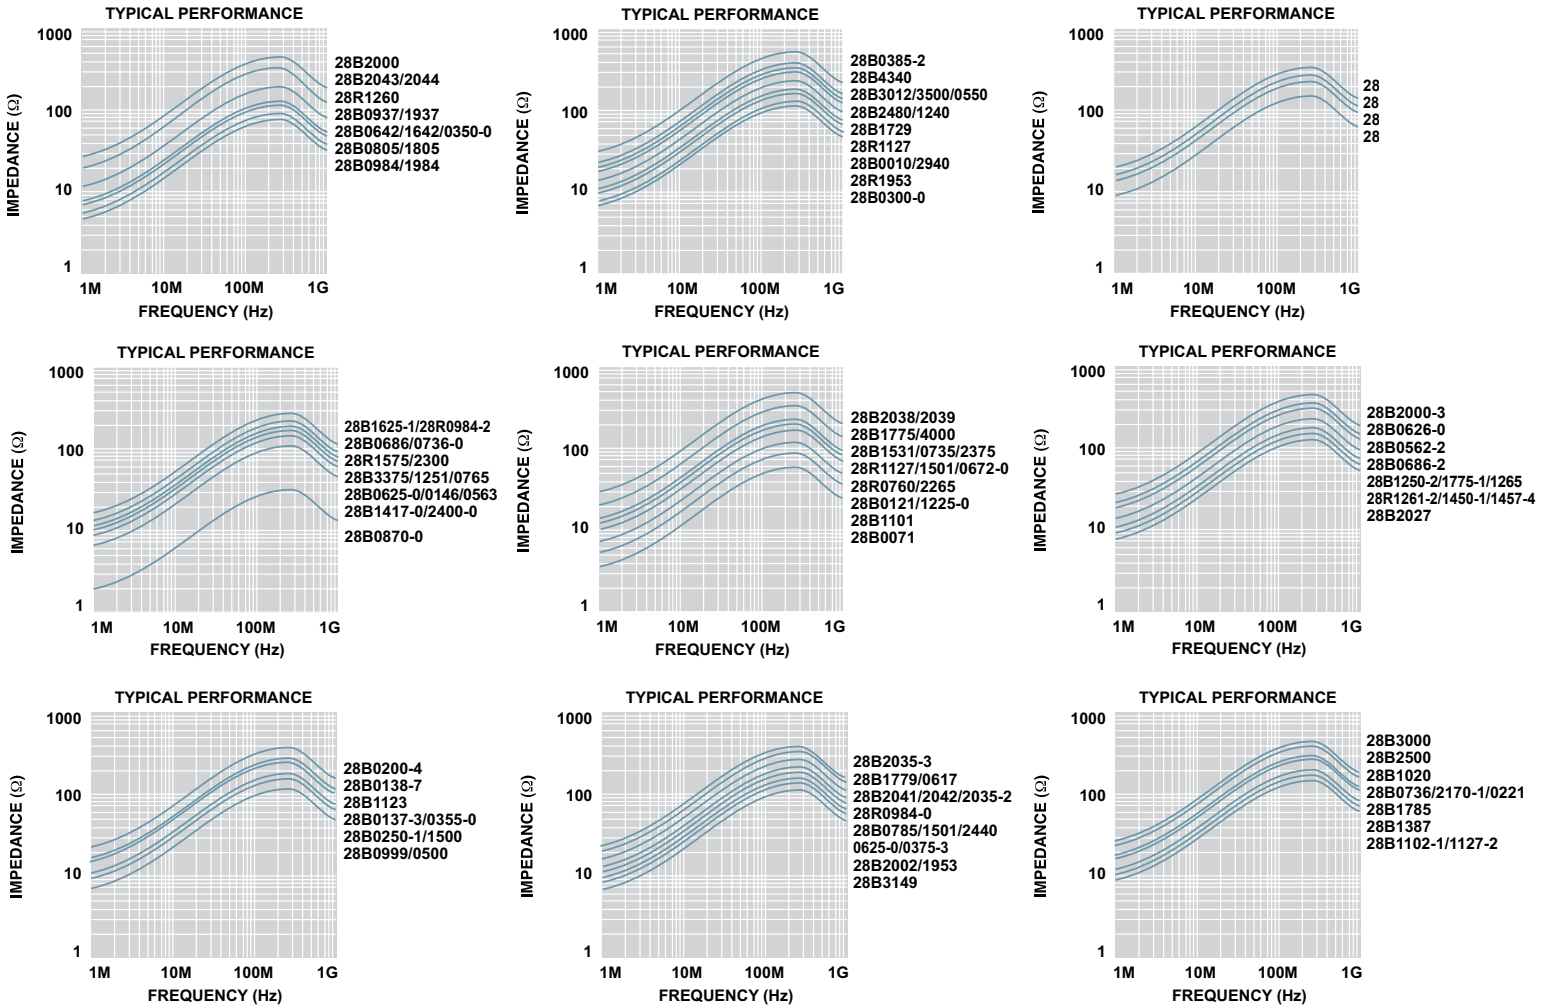 TYPICAL PERFORMANCE
1000
100
10
1
IMPEDANCE (Ω)
1M 10M 100M 1G
FREQUENCY (Hz)
28B2000
28B2043/2044
28R1260
28B0937/1937
28B0642/1642/0350-0
28B0805/1805
28B0984/1984
TYPICAL PERFORMANCE
1000
100
10
1
IMPEDANCE (Ω)
1M 10M 100M 1G
FREQUENCY (Hz)
28B0385-2
28B4340
28B3012/3500/0550
28B2480/1240
28B1729
28R1127
28B0010/2940
28R1953
28B0300-0
TYPICAL PERFORMANCE
1000
100
10
1
IMPEDANCE (Ω)
1M 10M 100M 1G
FREQUENCY (Hz)
28
28
28
28
TYPICAL PERFORMANCE
1000
100
10
1
IMPEDANCE (Ω)
1M 10M 100M 1G
FREQUENCY (Hz)
28B1625-1/28R0984-2
28B0686/0736-0
28R1575/2300
28B3375/1251/0765
28B0625-0/0146/0563
28B1417-0/2400-0
28B0870-0
TYPICAL PERFORMANCE
1000
100
10
1
IMPEDANCE (Ω)
1M 10M 100M 1G
FREQUENCY (Hz)
28B2038/2039
28B1775/4000
28B1531/0735/2375
28R1127/1501/0672-0
28R0760/2265
28B0121/1225-0
28B1101
28B0071
TYPICAL PERFORMANCE
1000
100
10
1
IMPEDANCE (Ω)
1M 10M 100M 1G
FREQUENCY (Hz)
28B2000-3
28B0626-0
28B0562-2
28B0686-2
28B1250-2/1775-1/1265
28R1261-2/1450-1/1457-4
28B2027
TYPICAL PERFORMANCE
1000
100
10
1
IMPEDANCE (Ω)
1M 10M 100M 1G
FREQUENCY (Hz)
28B0200-4
28B0138-7
28B1123
28B0137-3/0355-0
28B0250-1/1500
28B0999/0500
TYPICAL PERFORMANCE
1000
100
10
1
IMPEDANCE (Ω)
1M 10M 100M 1G
FREQUENCY (Hz)
28B2035-3
28B1779/0617
28B2041/2042/2035-2
28R0984-0
28B0785/1501/2440
0625-0/0375-3
28B2002/1953
28B3149
TYPICAL PERFORMANCE
1000
100
10
1
IMPEDANCE (Ω)
1M 10M 100M 1G
FREQUENCY (Hz)
28B3000
28B2500
28B1020
28B0736/2170-1/0221
28B1785
28B1387
28B1102-1/1127-2